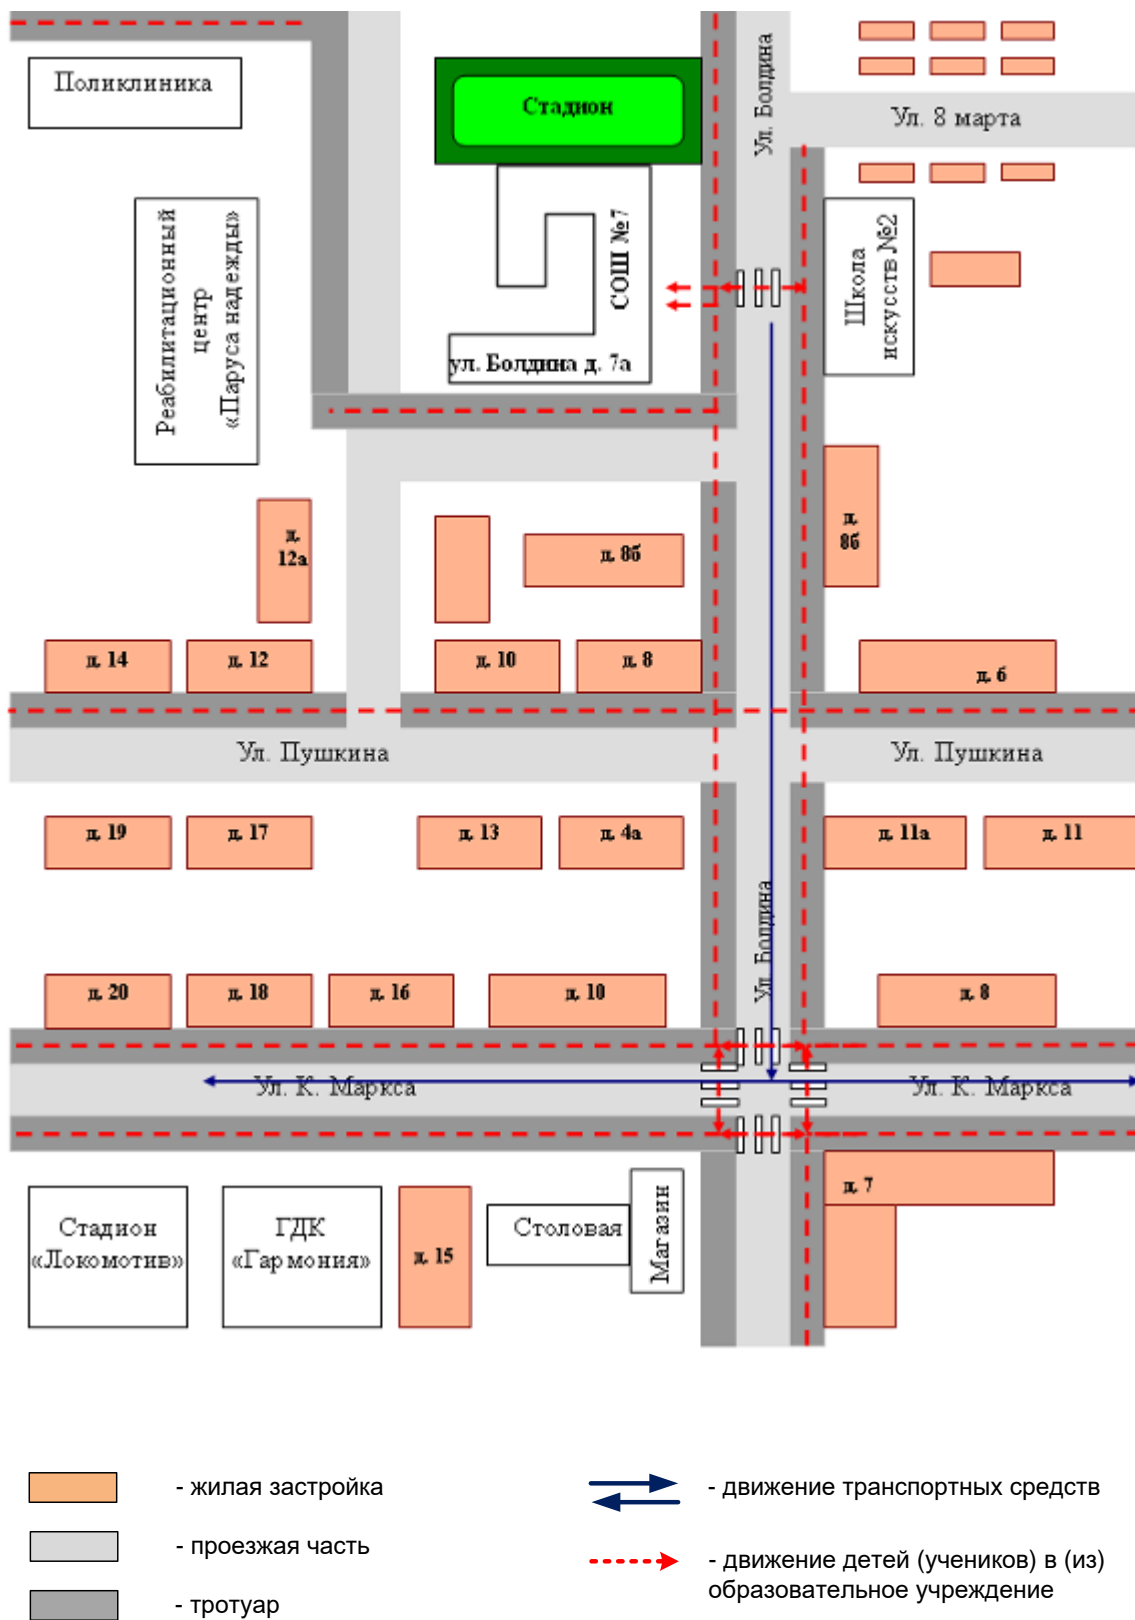 Поликлиника
Стадион
Ул. Болдина
Ул. 8 марта
Реабилитационный
центр
«Паруса надежды»
СОШ №7
ул. Болдина д. 7а
Школа
искусств №2
д.
12а
д. 8б
д.
8б
д. 14
д. 12
д. 10
д. 8
д. 6
Ул. Пушкина
Ул. Пушкина
д. 19
д. 17
д. 13
д. 4а
д. 11а
д. 11
Ул. Болдина
д. 20
д. 18
д. 16
д. 10
д. 8
Ул. К. Маркса
Ул. К. Маркса
Стадион
«Локомотив»
ГДК
«Гармония»
д. 15
Столовая
Магазин
д. 7
- жилая застройка
- проезжая часть
- тротуар
- движение транспортных средств
- движение детей (учеников) в (из)
образовательное учреждение